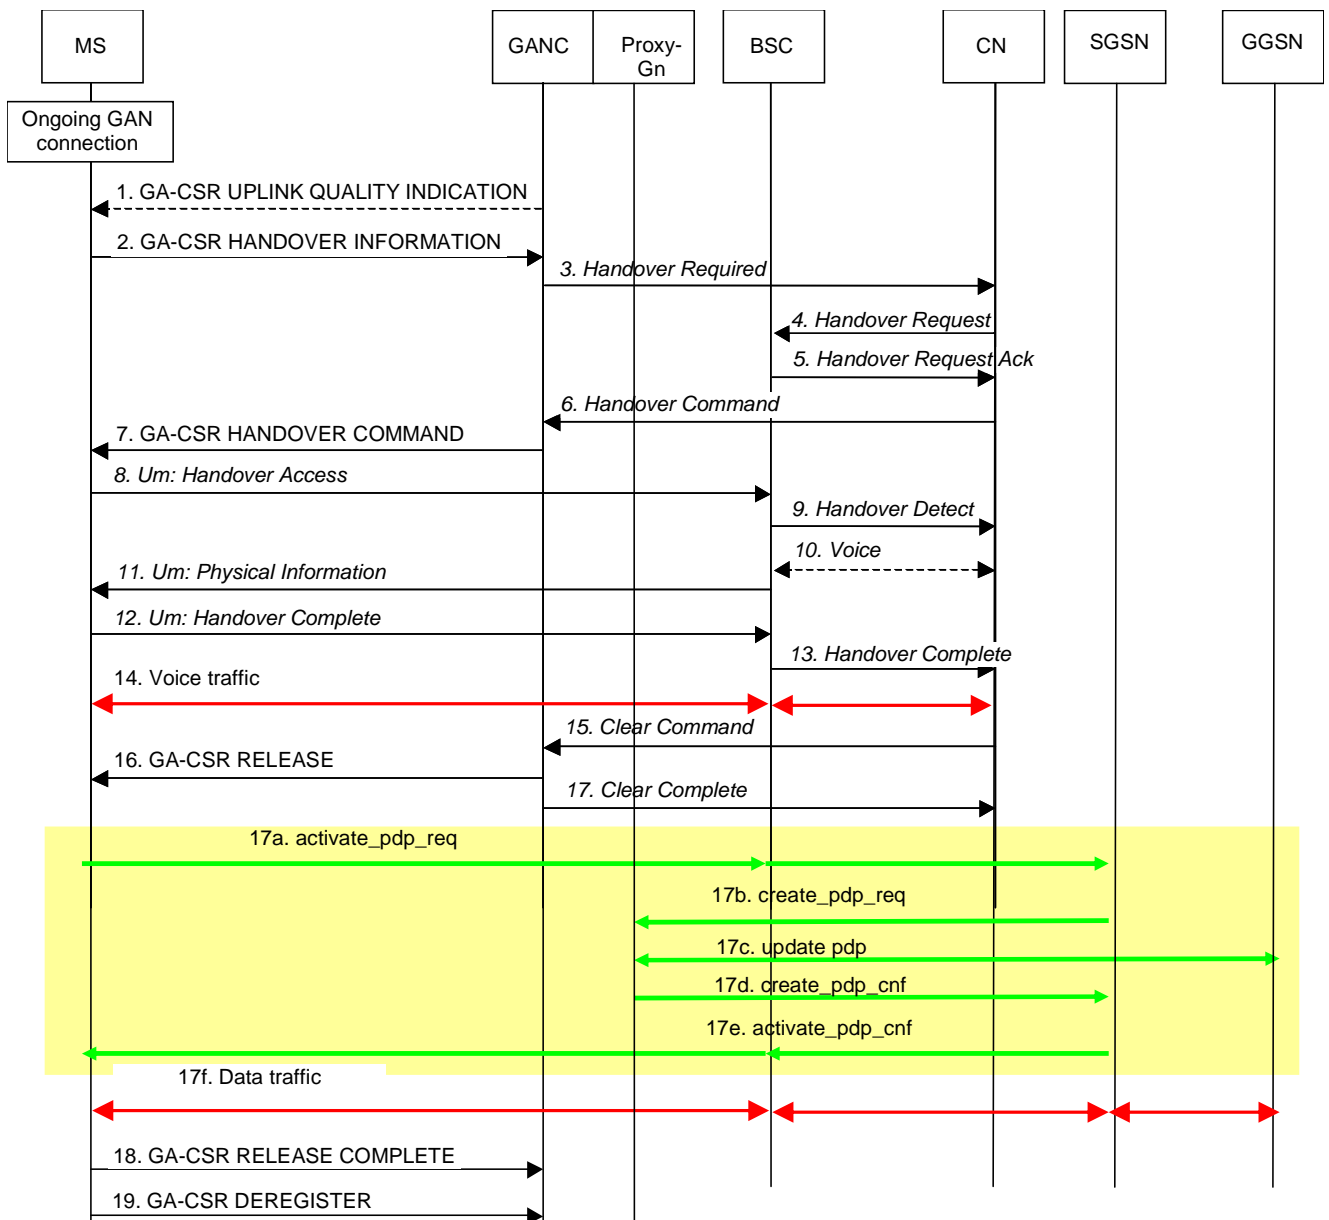 MS
GANC
Proxy-
Gn
BSC
CN
SGSN
GGSN
Ongoing GAN
connection
1. GA-CSR UPLINK QUALITY INDICATION
2. GA-CSR HANDOVER INFORMATION
3. Handover Required
4. Handover Request
5. Handover Request Ack
6. Handover Command
7. GA-CSR HANDOVER COMMAND
8. Um: Handover Access
9. Handover Detect
10. Voice
11. Um: Physical Information
12. Um: Handover Complete
13. Handover Complete
14. Voice traffic
15. Clear Command
16. GA-CSR RELEASE
17. Clear Complete
17a. activate_pdp_req
17b. create_pdp_req
17c. update pdp
17d. create_pdp_cnf
17e. activate_pdp_cnf
17f. Data traffic
18. GA-CSR RELEASE COMPLETE
19. GA-CSR DEREGISTER